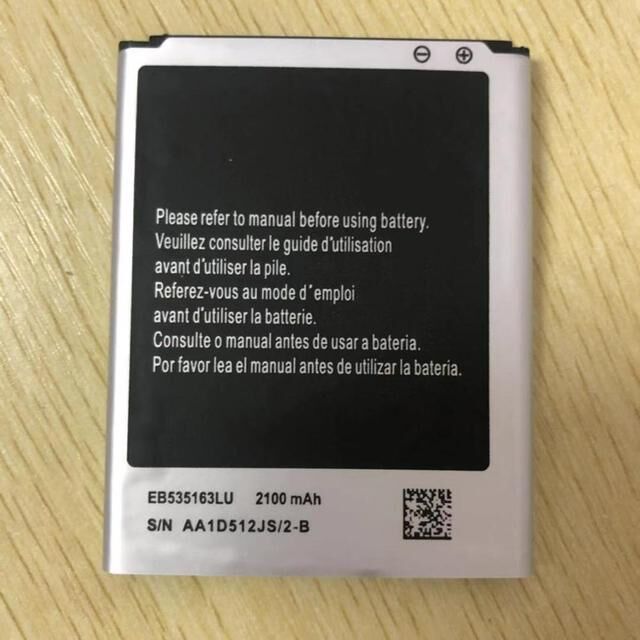 ⊖ ⊕
Please refer to manual before using battery.
Veuillez consulter le guide d'utilisation
avant d'utiliser la pile.
Referez-vous au mode d'emploi
avant d'utiliser la batterie.
Consulte o manual antes de usar a bateria.
Por favor lea el manual antes de utilizar la bateria.
EB535163LU 2100 mAh
S/N AA1D512JS/2-B